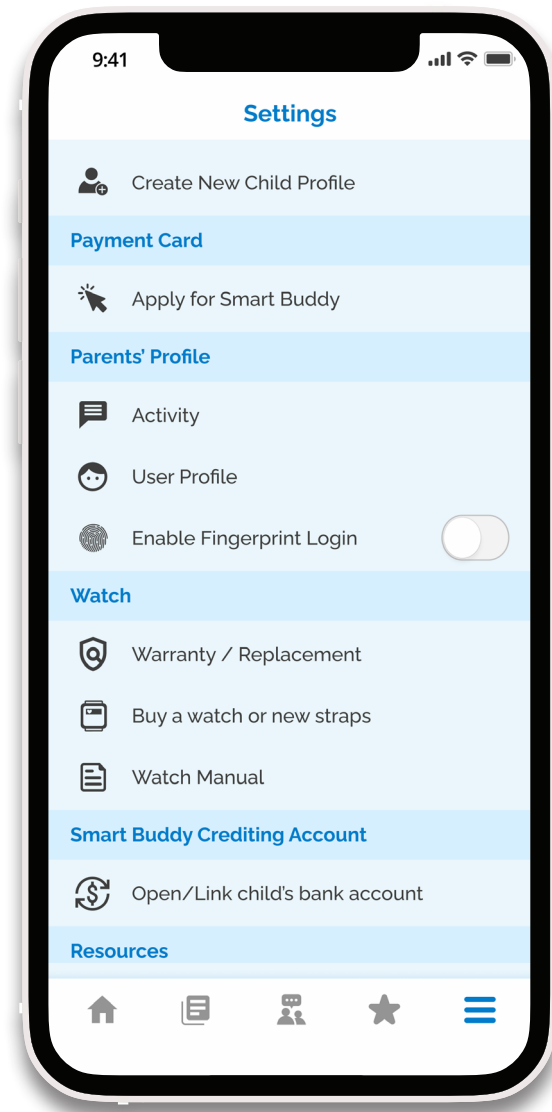 9:41
Settings
Create New Child Profile
Payment Card
Apply for Smart Buddy
Parents’ Profile
Activity
User Profile
Enable Fingerprint Login
Watch
Warranty / Replacement
Buy a watch or new straps
Watch Manual
Smart Buddy Crediting Account
Open/Link child’s bank account
Resources